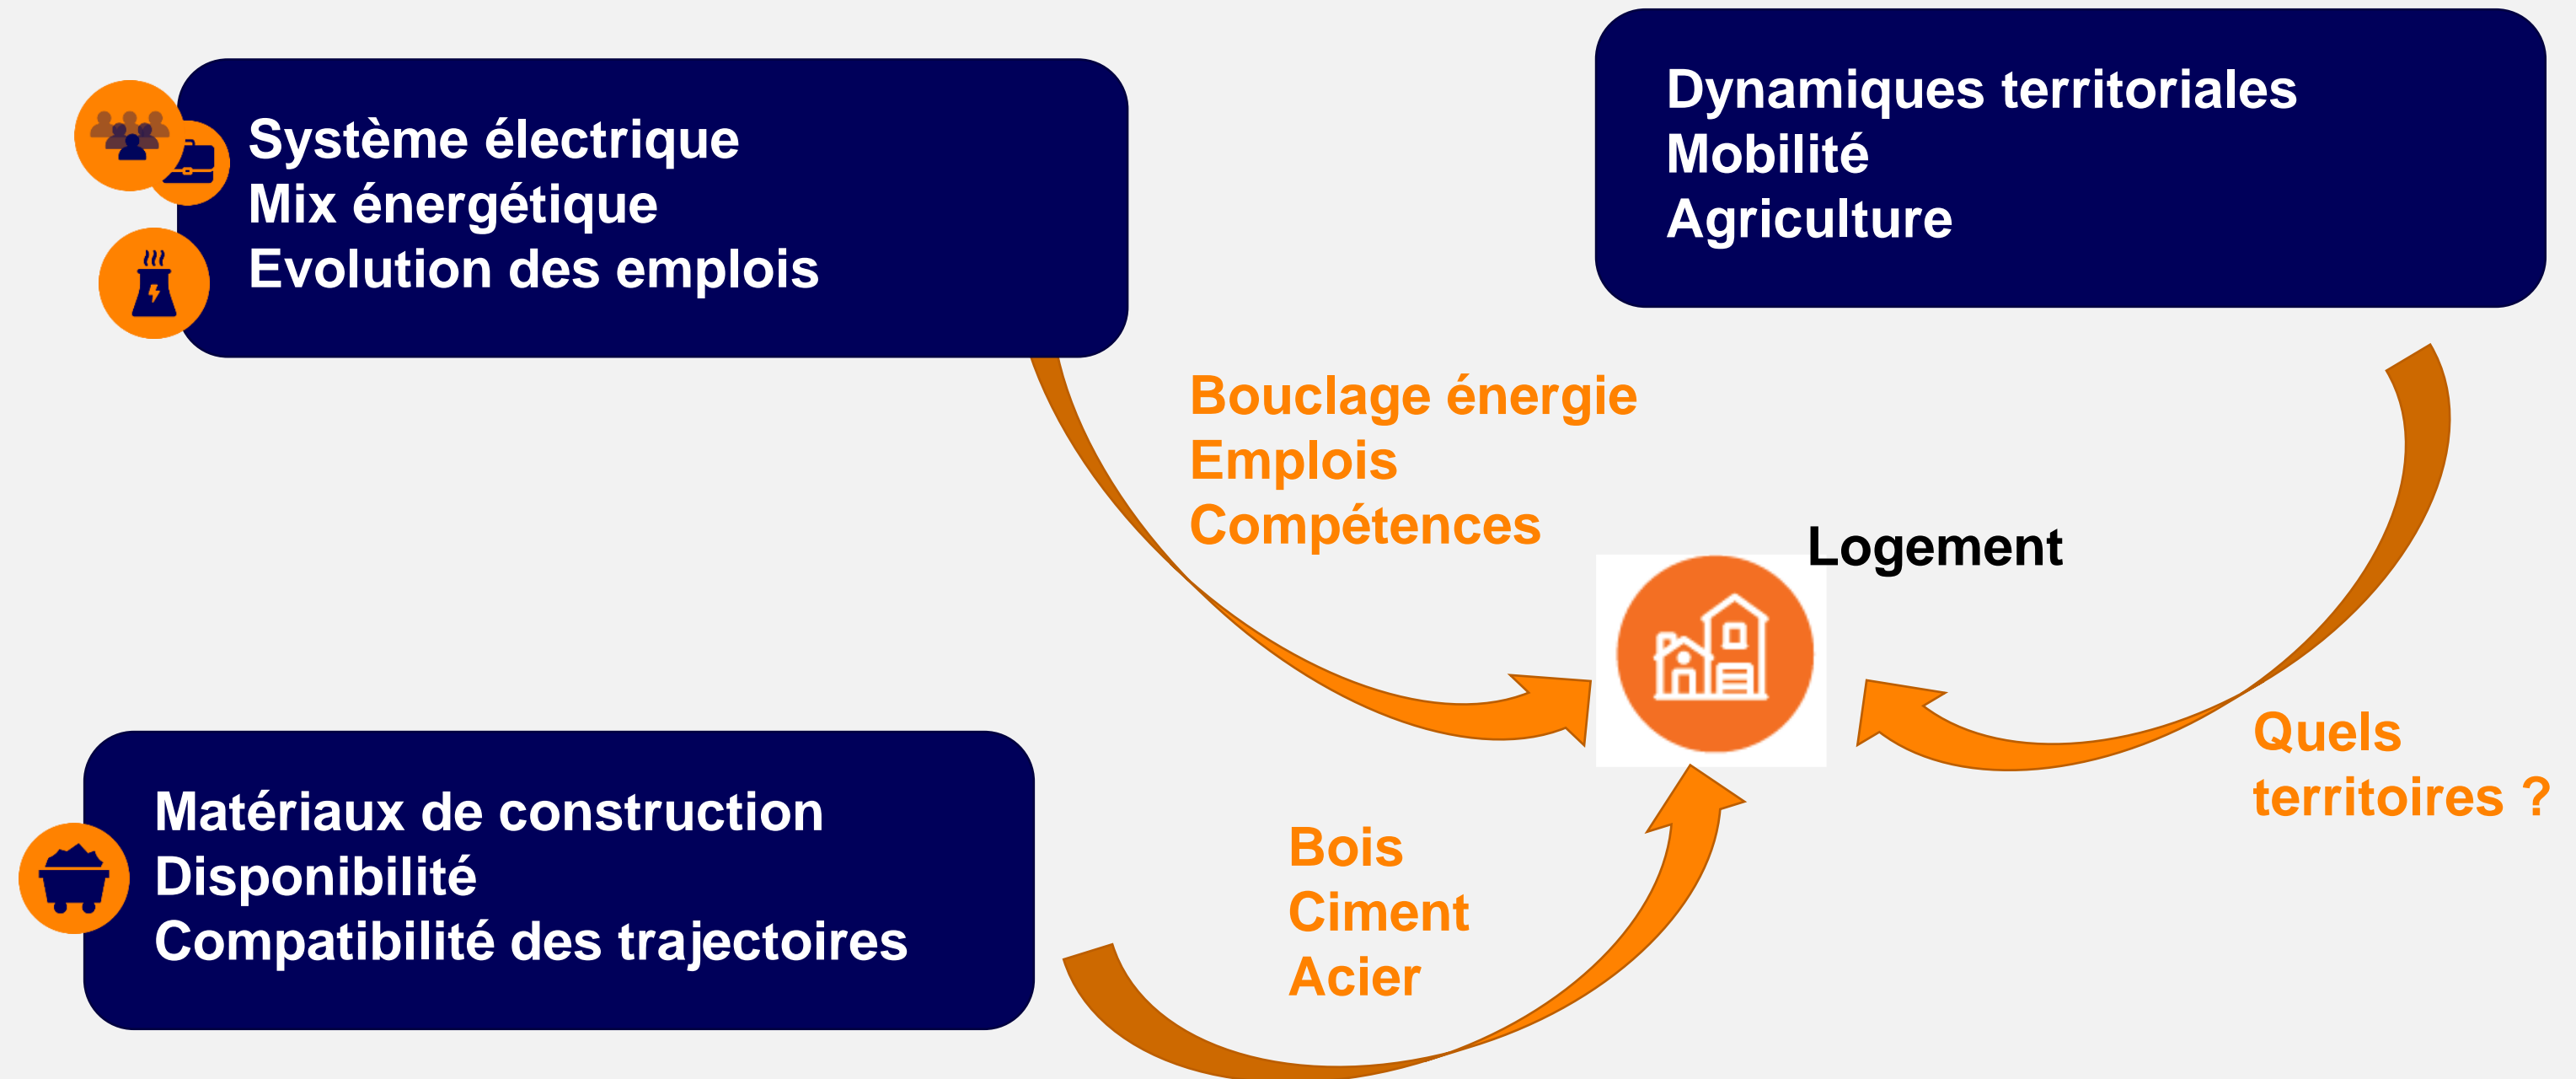 Système électrique
Mix énergétique
Evolution des emplois
Dynamiques territoriales
Mobilité
Agriculture
Bouclage énergie
Emplois
Compétences
Logement
Quels
territoires ?
Matériaux de construction
Disponibilité
Compatibilité des trajectoires
Bois
Ciment
Acier